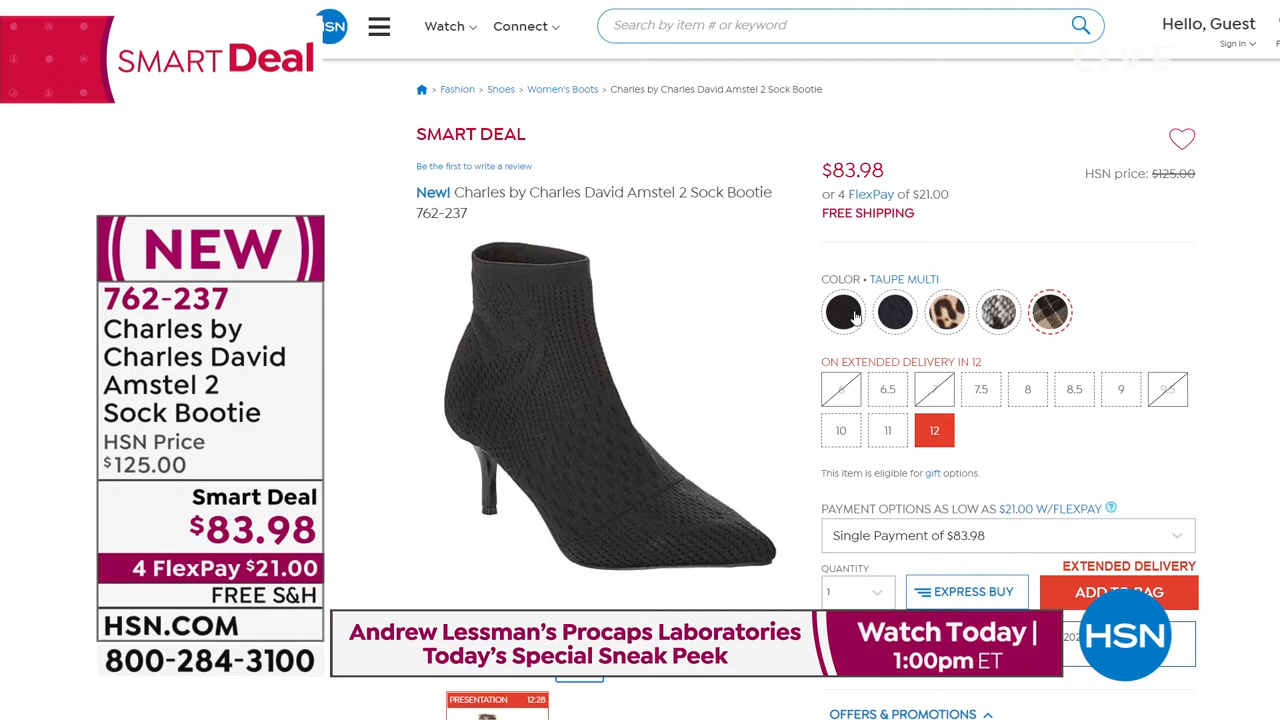 SMART Deal
HSN
Watch
Connect
Search by item # or keyword
Hello, Guest
Sign In
LIVE
> Fashion > Shoes > Women's Boots > Charles by Charles David Amstel 2 Sock Bootie
SMART DEAL
Be the first to write a review
New! Charles by Charles David Amstel 2 Sock Bootie
762-237
$83.98
HSN price: $125.00
or 4 FlexPay of $21.00
FREE SHIPPING
COLOR • TAUPE MULTI
ON EXTENDED DELIVERY IN 12
6 6.5 7 7.5 8 8.5 9 9.5
10 11 12
This item is eligible for gift options.
PAYMENT OPTIONS AS LOW AS $21.00 W/FLEXPAY ?
Single Payment of $83.98
QUANTITY
EXTENDED DELIVERY
1
EXPRESS BUY
ADD TO BAG
OFFERS & PROMOTIONS
PRESENTATION 12:28
NEW
762-237
Charles by
Charles David
Amstel 2
Sock Bootie
HSN Price
$125.00
Smart Deal
$83.98
4 FlexPay $21.00
FREE S&H
HSN.COM
800-284-3100
Andrew Lessman's Procaps Laboratories
Today's Special Sneak Peek
Watch Today |
1:00pm ET
HSN